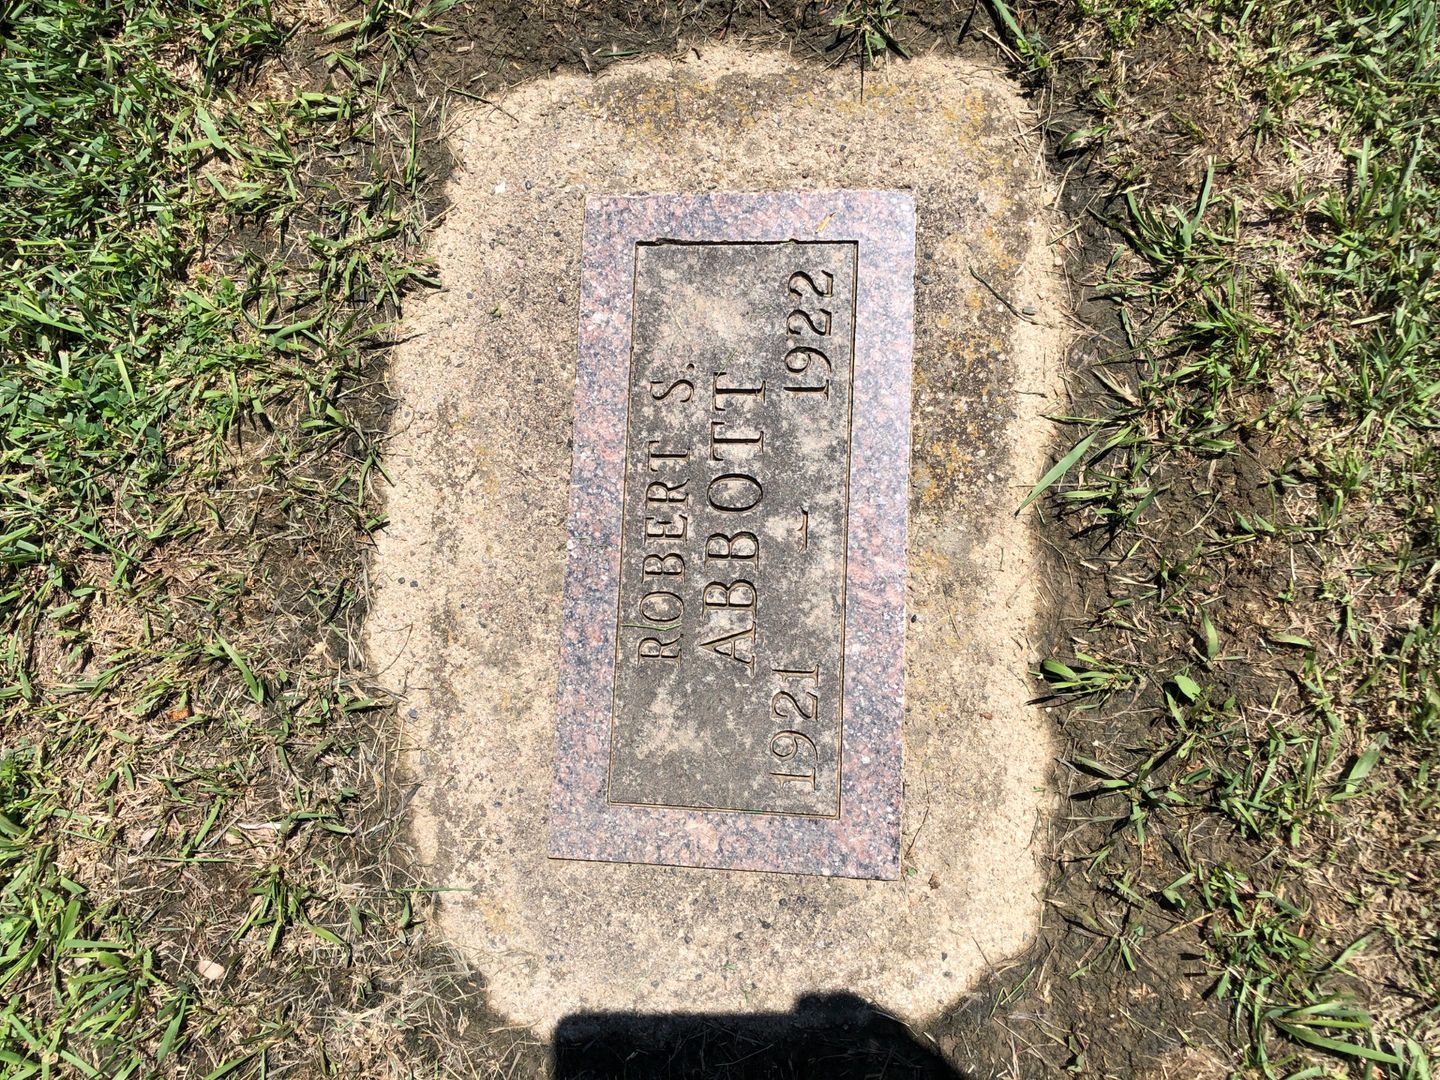 ROBERT S.
ABBOTT
1921 – 1922